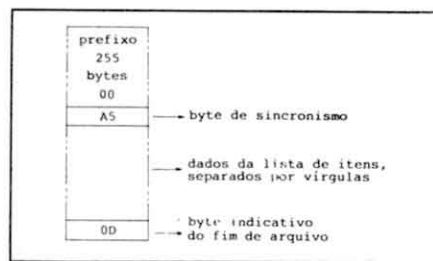 prefixo
255
bytes
00
A5
byte de sincronismo
dados da lista de itens,
separados por vírgulas
byte indicativo
0D
do fim de arquivo